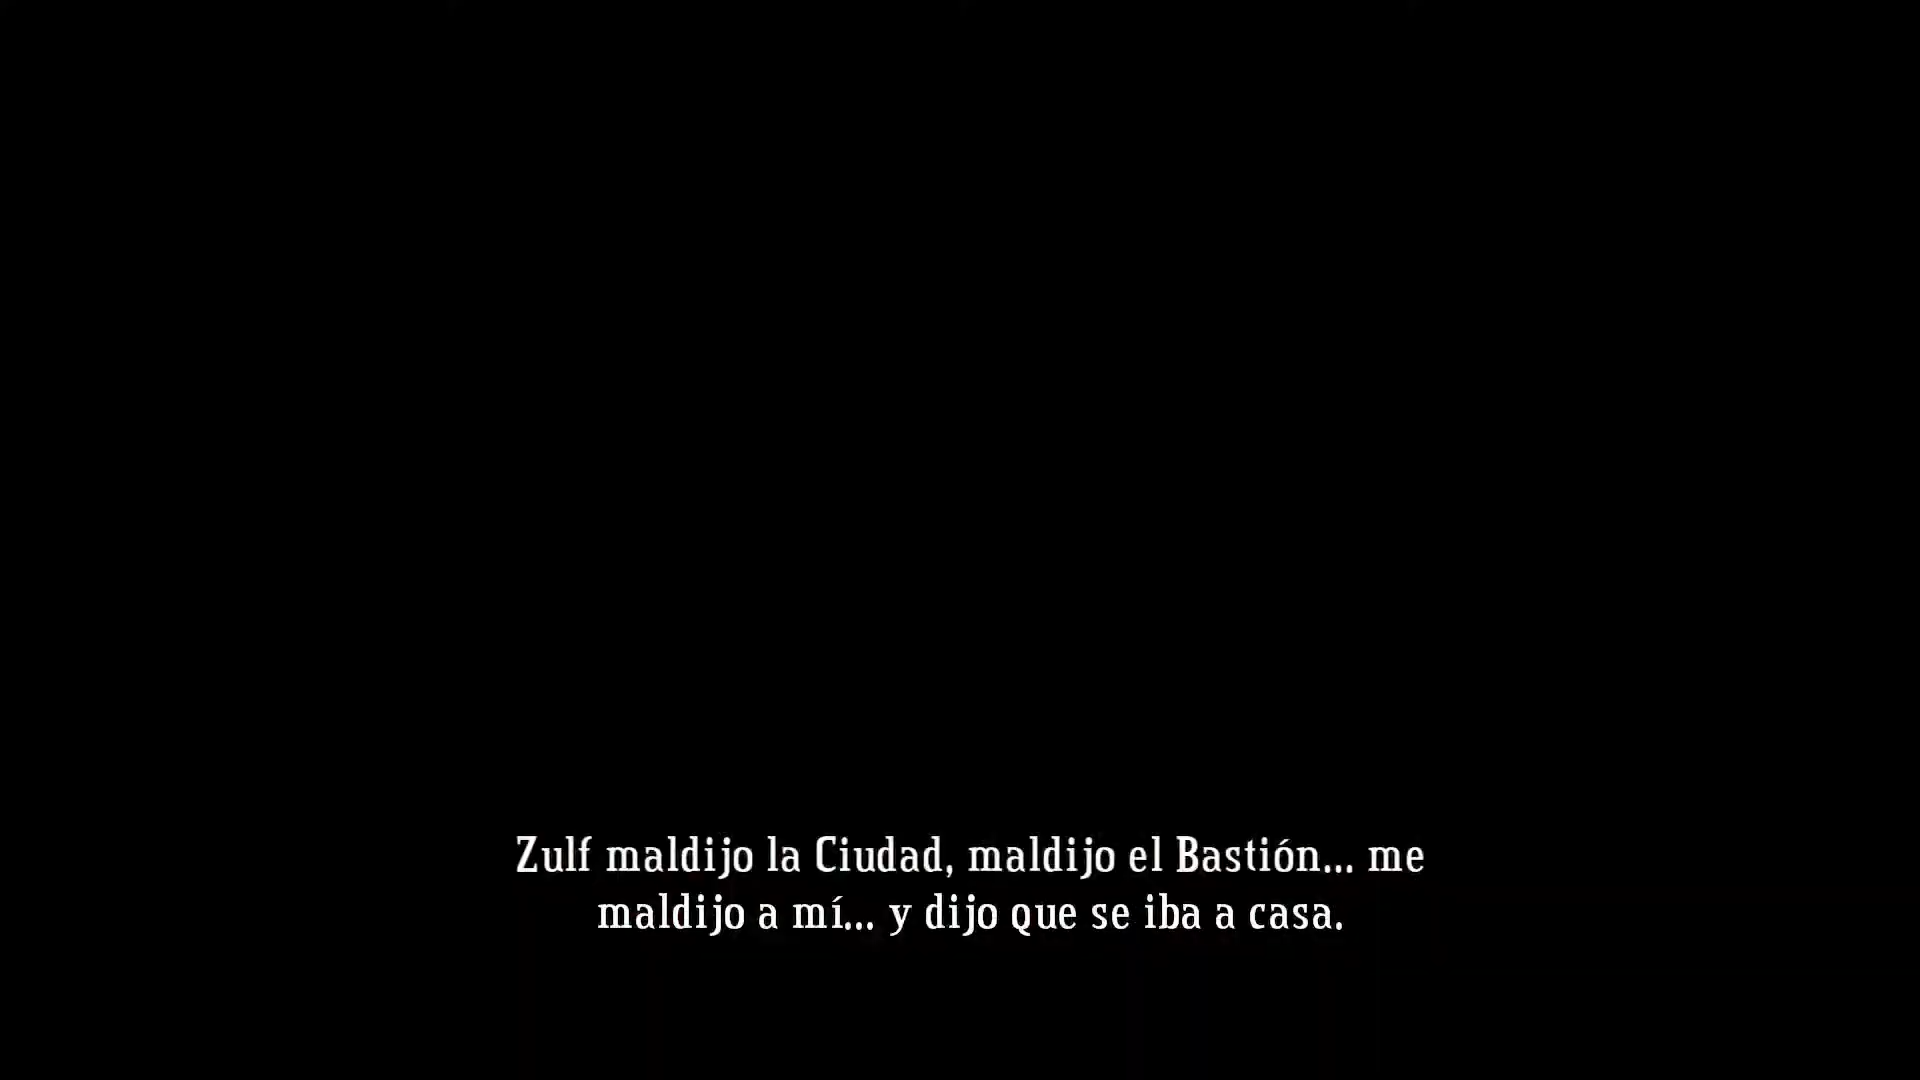 Zulf maldijo la Ciudad, maldijo el Bastión... me
maldijo a mí... y dijo que se iba a casa.